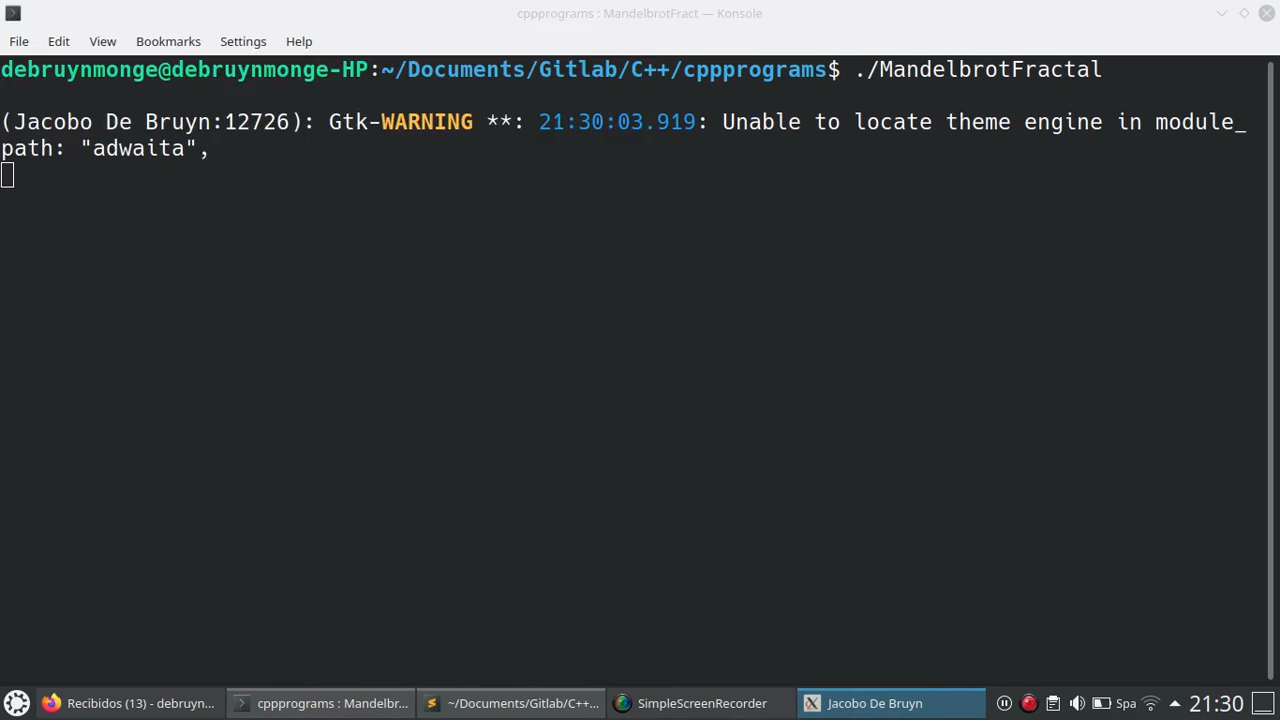 cppprograms : MandelbrotFract — Konsole
File Edit View Bookmarks Settings Help
debruynmonge@debruynmonge-HP:~/Documents/Gitlab/C++/cppprograms$ ./MandelbrotFractal
(Jacobo De Bruyn:12726): Gtk-WARNING **: 21:30:03.919: Unable to locate theme engine in module_
path: "adwaita",
Recibidos (13) - debruyn... cppprograms : Mandelbr... ~/Documents/Gitlab/C++... SimpleScreenRecorder Jacobo De Bruyn Spa 21:30